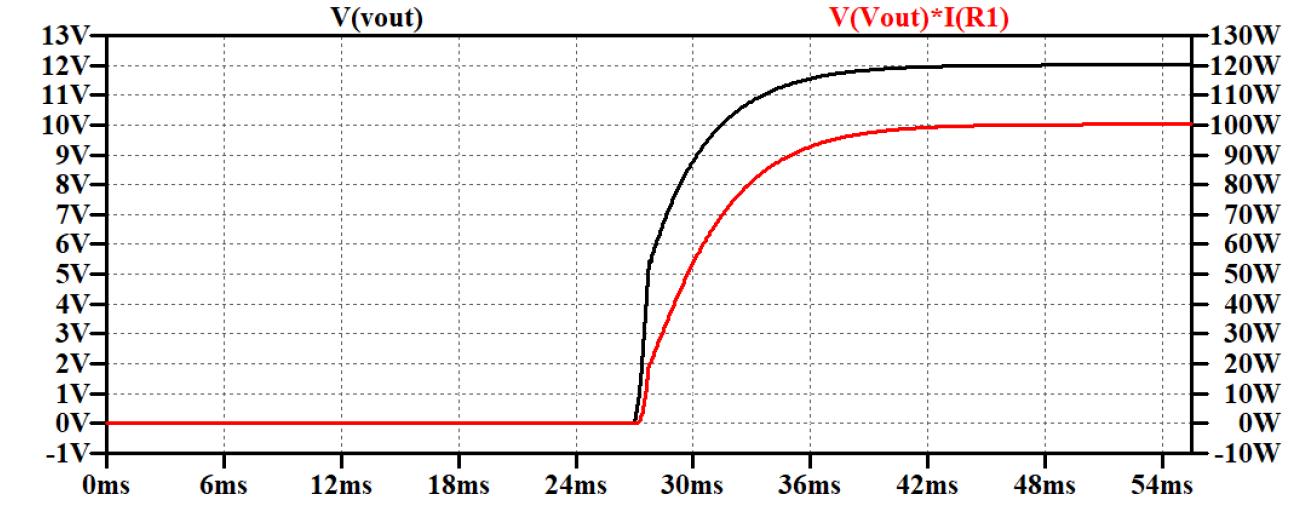 V(vout) V(Vout)*I(R1)
13V 130W
12V 120W
11V 110W
10V 100W
9V 90W
8V 80W
7V 70W
6V 60W
5V 50W
4V 40W
3V 30W
2V 20W
1V 10W
0V 0W
-1V -10W
0ms 6ms 12ms 18ms 24ms 30ms 36ms 42ms 48ms 54ms